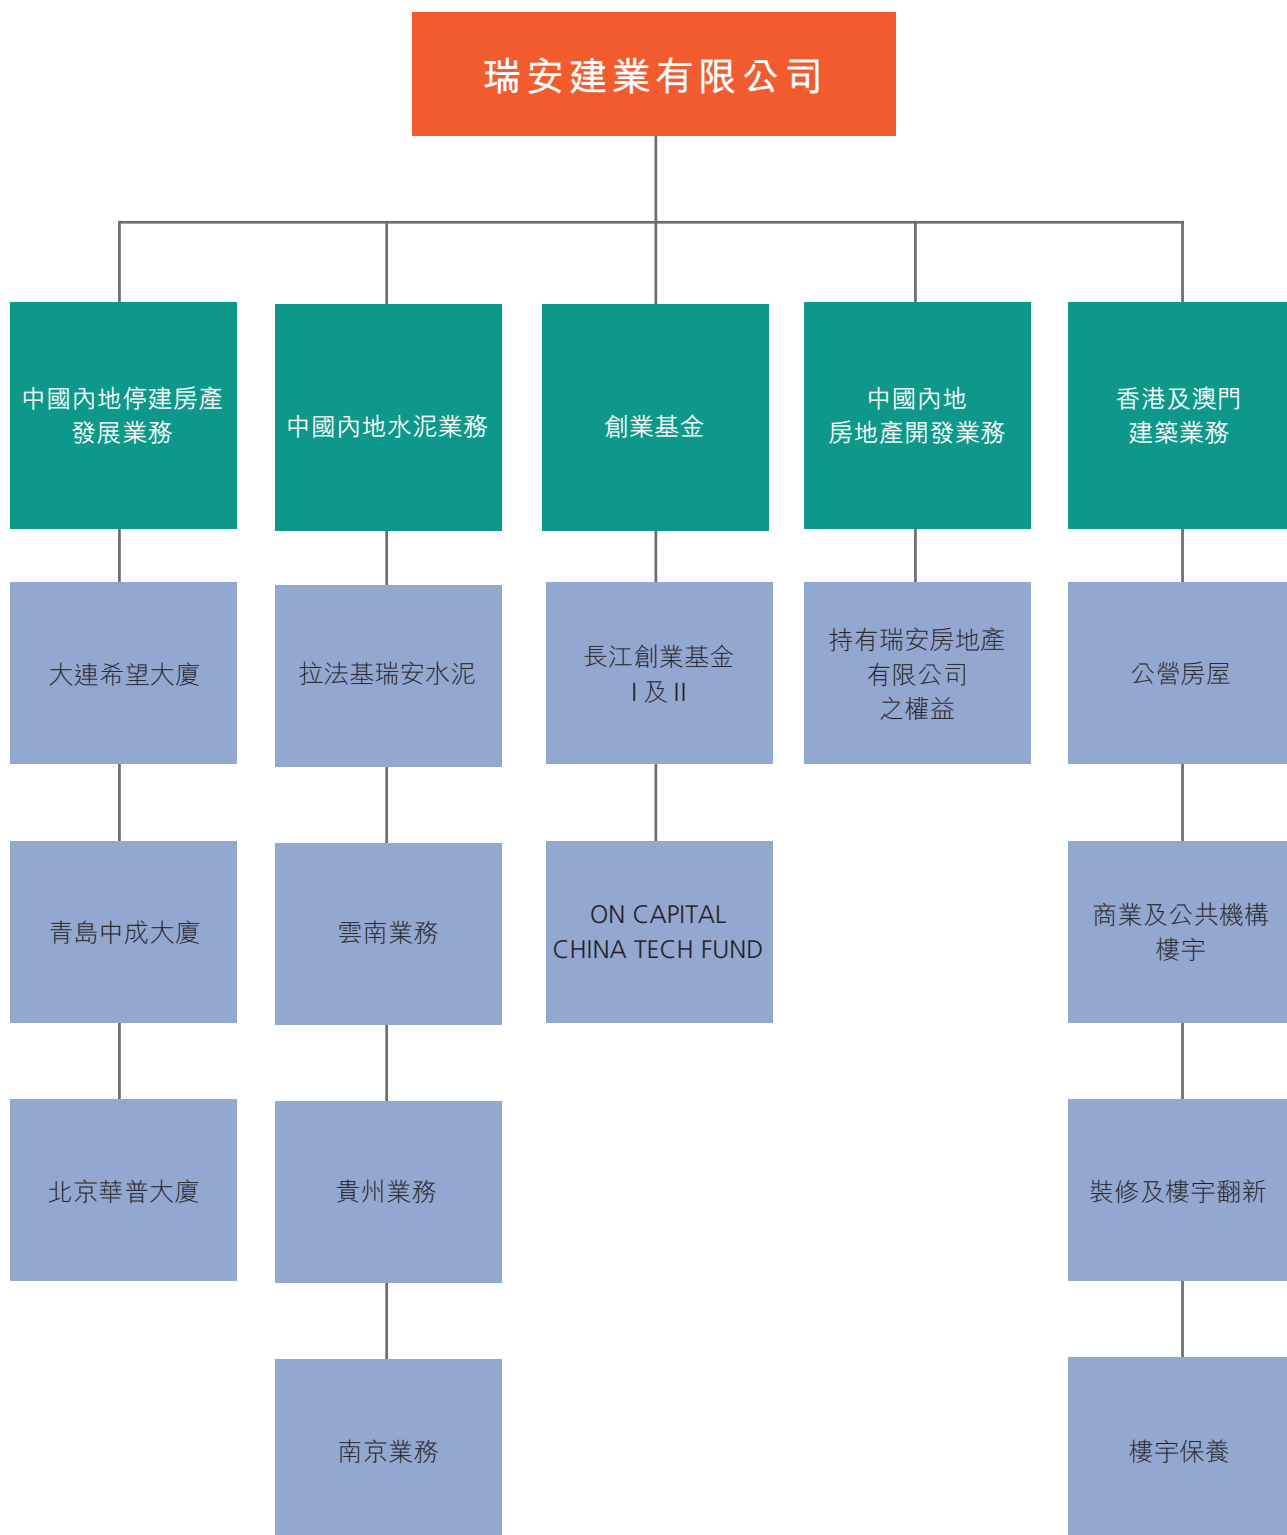 瑞安建業有限公司
中國內地停建房產
發展業務
中國內地水泥業務
創業基金
中國內地
房地產開發業務
香港及澳門
建築業務
大連希望大廈
拉法基瑞安水泥
長江創業基金
I 及 II
持有瑞安房地產
有限公司
之權益
公營房屋
青島中成大廈
雲南業務
ON CAPITAL
CHINA TECH FUND
商業及公共機構
樓宇
北京華普大廈
貴州業務
裝修及樓宇翻新
南京業務
樓宇保養